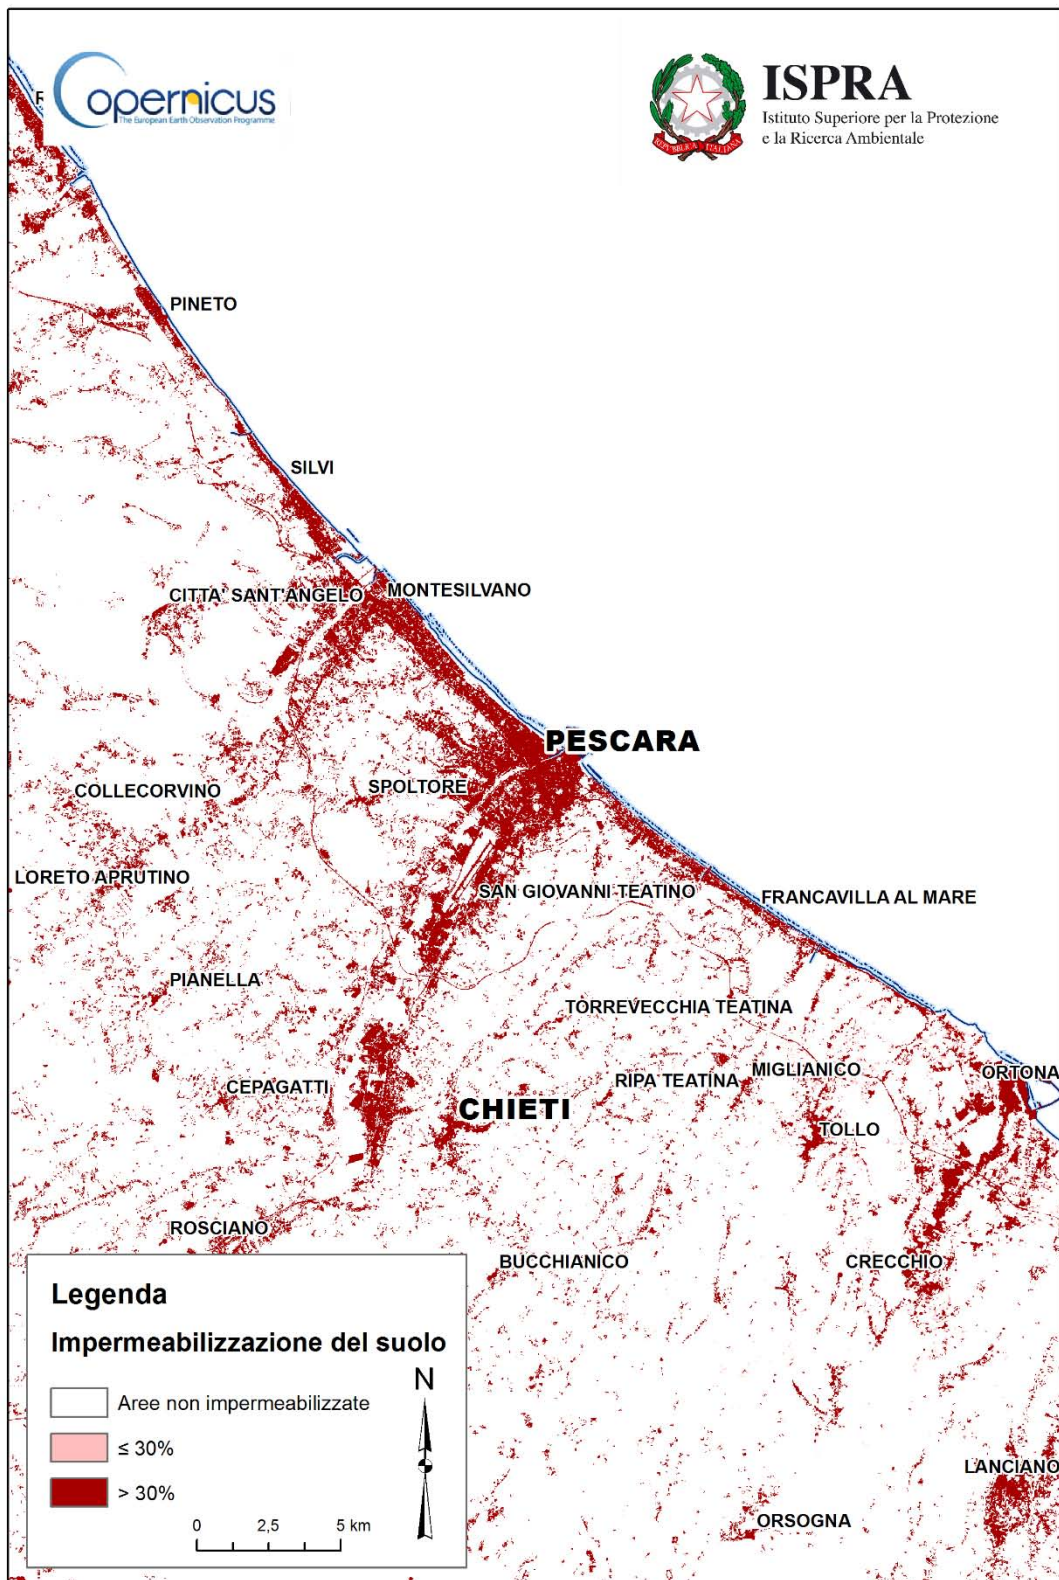 Copernicus
The European Earth Observation Programme
ISPRA
Istituto Superiore per la Protezione
e la Ricerca Ambientale
REPVBBLICA ITALIANA
PINETO
SILVI
CITTA' SANT'ANGELO
MONTESILVANO
PESCARA
COLLECORVINO
SPOLTORE
LORETO APRUTINO
SAN GIOVANNI TEATINO
FRANCAVILLA AL MARE
PIANELLA
TORREVECCHIA TEATINA
CEPAGATTI
RIPA TEATINA
MIGLIANICO
ORTONA
CHIETI
TOLLO
ROSCIANO
BUCCHIANICO
CRECCHIO
LANCIANO
ORSOGNA
Legenda
Impermeabilizzazione del suolo
Aree non impermeabilizzate
≤ 30%
> 30%
N
0 2,5 5 km